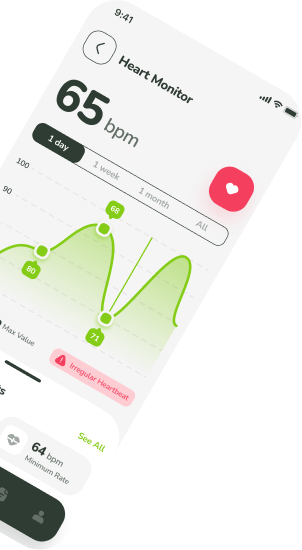 9:41
Heart Monitor
65 bpm
1 day
1 week
1 month
All
100
90
68
80
71
Max Value
Irregular Heartbeat
See All
64 bpm
Minimum Rate